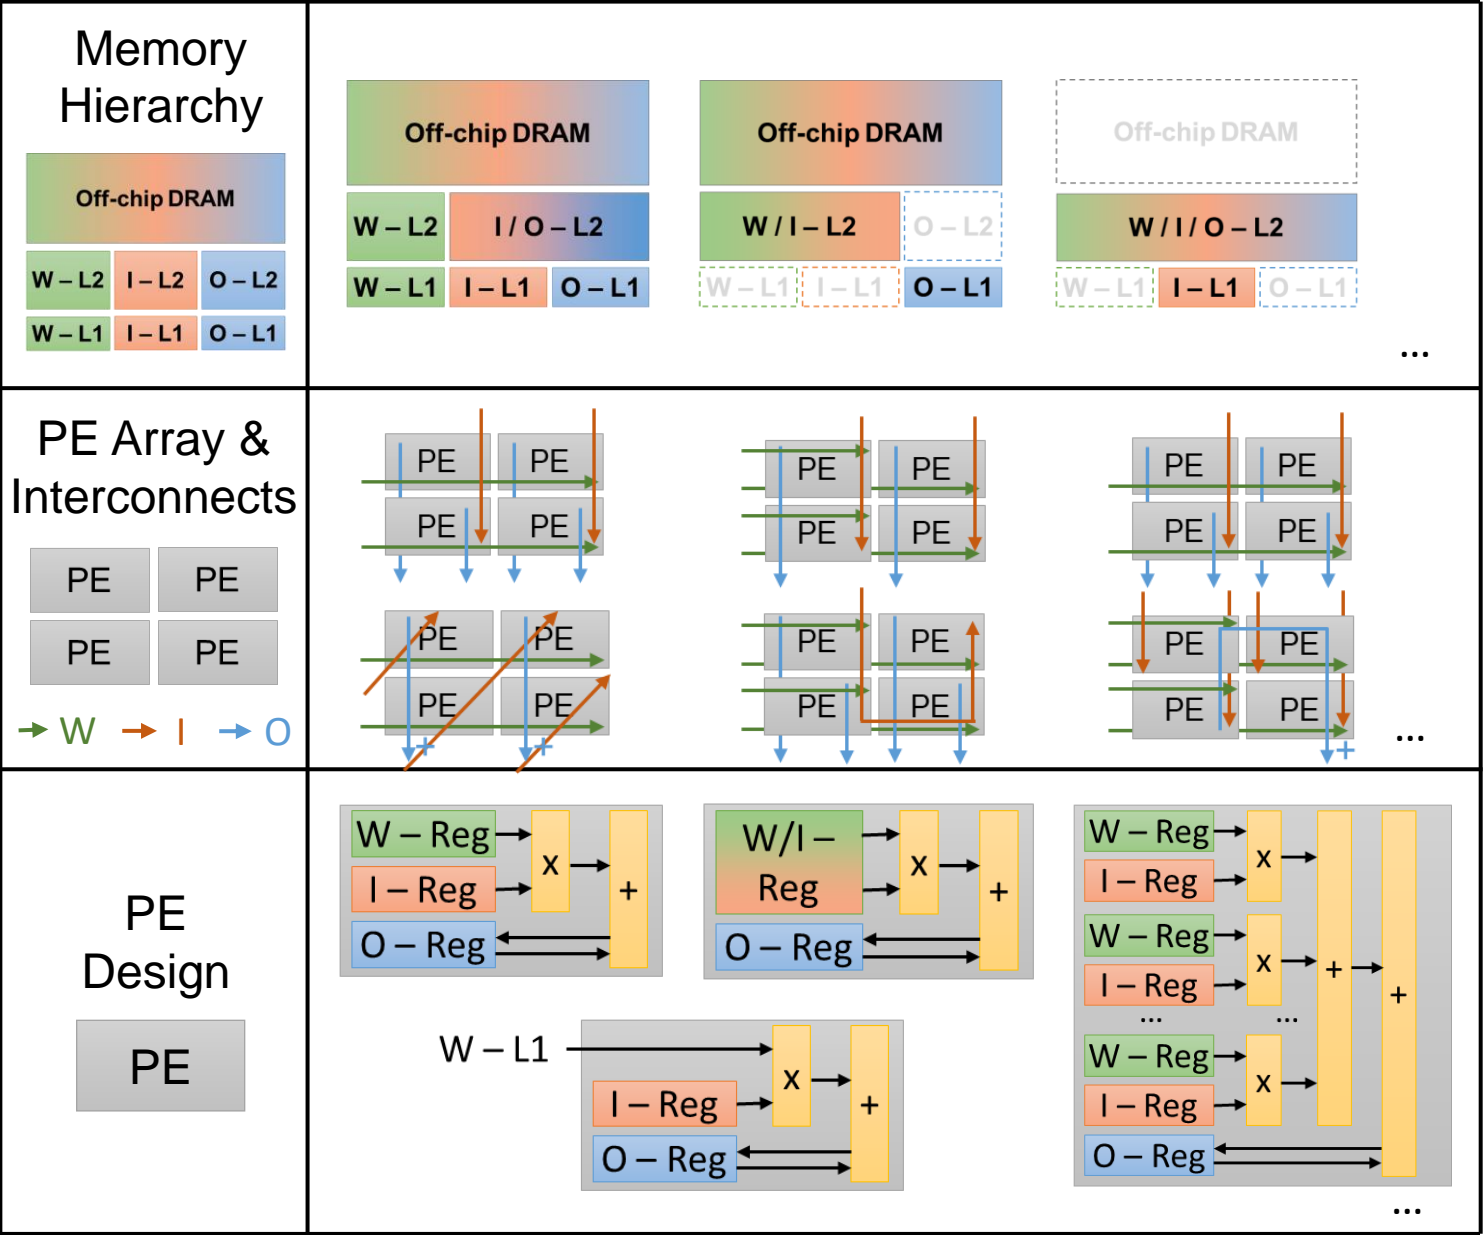 Memory
Hierarchy
Off-chip DRAM
W – L2 I – L2 O – L2
W – L1 I – L1 O – L1
Off-chip DRAM
W – L2 I / O – L2
W – L1 I – L1 O – L1
Off-chip DRAM
W / I – L2 O – L2
W – L1 I – L1 O – L1
Off-chip DRAM
W / I / O – L2
W – L1 I – L1 O – L1
...
PE Array &
Interconnects
PE PE
PE PE
W I O
PE PE
PE PE
PE PE
PE PE
PE PE
PE PE
PE PE
PE PE
+ +
PE PE
PE PE
PE PE
PE PE
+
...
PE
Design
PE
W – Reg
I – Reg
O – Reg
x
+
W/I –
Reg
O – Reg
x
+
W – L1
I – Reg
O – Reg
x
+
W – Reg
I – Reg
x
W – Reg
I – Reg
x
... ...
W – Reg
I – Reg
x
O – Reg
+
+
...